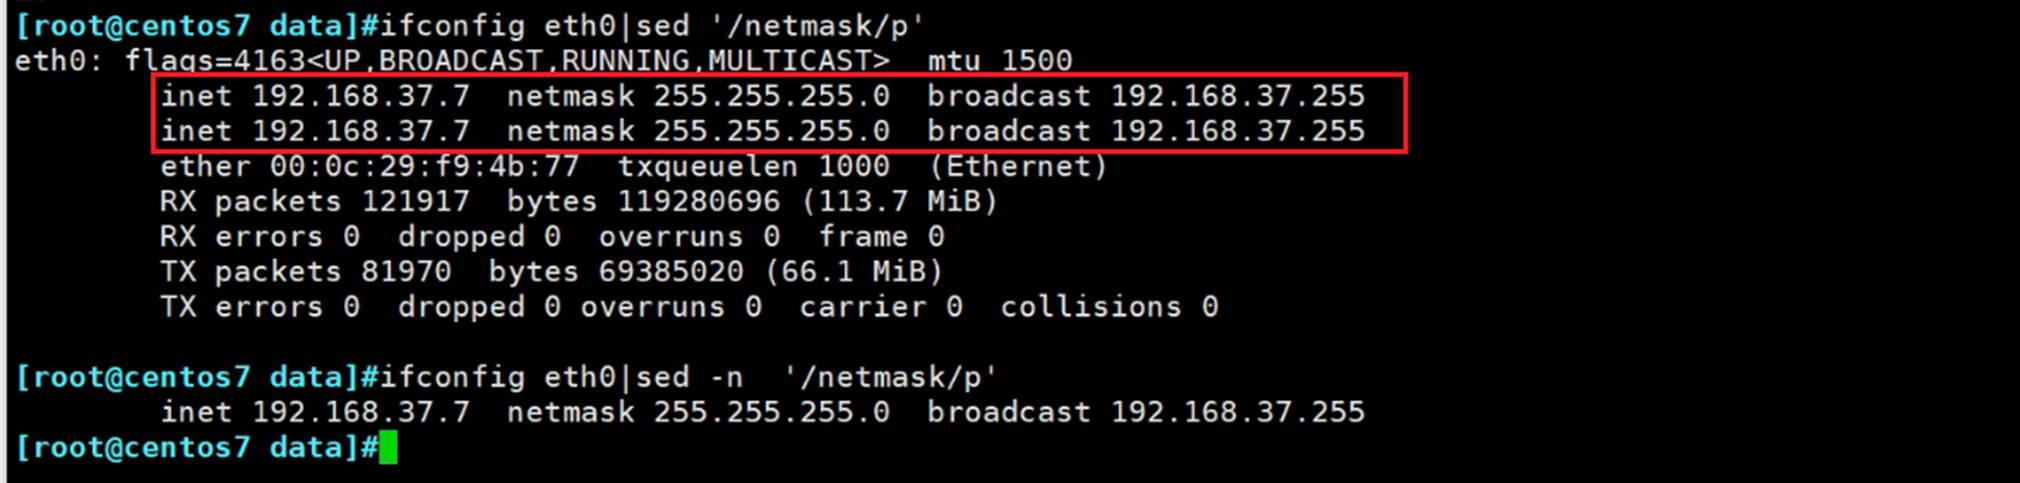 [root@centos7 data]#ifconfig eth0|sed '/netmask/p'
eth0: flags=4163<UP,BROADCAST,RUNNING,MULTICAST>  mtu 1500
        inet 192.168.37.7  netmask 255.255.255.0  broadcast 192.168.37.255
        inet 192.168.37.7  netmask 255.255.255.0  broadcast 192.168.37.255
        ether 00:0c:29:f9:4b:77  txqueuelen 1000  (Ethernet)
        RX packets 121917  bytes 119280696 (113.7 MiB)
        RX errors 0  dropped 0  overruns 0  frame 0
        TX packets 81970  bytes 69385020 (66.1 MiB)
        TX errors 0  dropped 0 overruns 0  carrier 0  collisions 0

[root@centos7 data]#ifconfig eth0|sed -n  '/netmask/p'
        inet 192.168.37.7  netmask 255.255.255.0  broadcast 192.168.37.255
[root@centos7 data]#